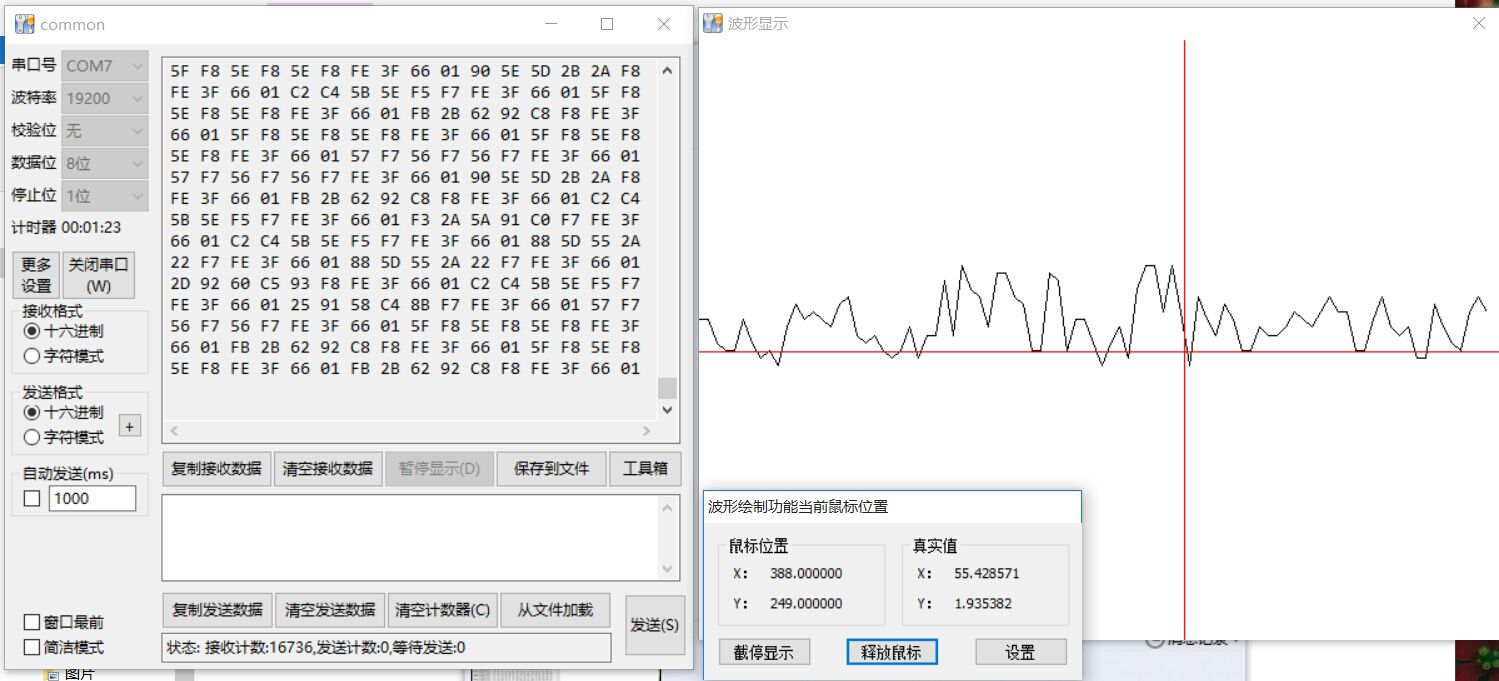 common
串口号 COM7
波特率 19200
校验位 无
数据位 8位
停止位 1位
计时器 00:01:23
更多
设置
关闭串口
(W)
接收格式
十六进制
字符模式
发送格式
十六进制
字符模式
+
自动发送(ms)
1000
窗口最前
简洁模式
5F F8 5E F8 5E F8 FE 3F 66 01 90 5E 5D 2B 2A F8
FE 3F 66 01 C2 C4 5B 5E F5 F7 FE 3F 66 01 5F F8
5E F8 5E F8 FE 3F 66 01 FB 2B 62 92 C8 F8 FE 3F
66 01 5F F8 5E F8 5E F8 FE 3F 66 01 5F F8 5E F8
5E F8 FE 3F 66 01 57 F7 56 F7 56 F7 FE 3F 66 01
57 F7 56 F7 56 F7 FE 3F 66 01 90 5E 5D 2B 2A F8
FE 3F 66 01 FB 2B 62 92 C8 F8 FE 3F 66 01 C2 C4
5B 5E F5 F7 FE 3F 66 01 F3 2A 5A 91 C0 F7 FE 3F
66 01 C2 C4 5B 5E F5 F7 FE 3F 66 01 88 5D 55 2A
22 F7 FE 3F 66 01 88 5D 55 2A 22 F7 FE 3F 66 01
2D 92 60 C5 93 F8 FE 3F 66 01 C2 C4 5B 5E F5 F7
FE 3F 66 01 25 91 58 C4 8B F7 FE 3F 66 01 57 F7
56 F7 56 F7 FE 3F 66 01 5F F8 5E F8 5E F8 FE 3F
66 01 FB 2B 62 92 C8 F8 FE 3F 66 01 5F F8 5E F8
5E F8 FE 3F 66 01 FB 2B 62 92 C8 F8 FE 3F 66 01
复制接收数据 清空接收数据 暂停显示(D) 保存到文件 工具箱
复制发送数据 清空发送数据 清空计数器(C) 从文件加载
发送(S)
状态: 接收计数:16736,发送计数:0,等待发送:0
图片
波形显示
波形绘制功能当前鼠标位置
鼠标位置
X: 388.000000
Y: 249.000000
真实值
X: 55.428571
Y: 1.935382
截停显示 释放鼠标 设置